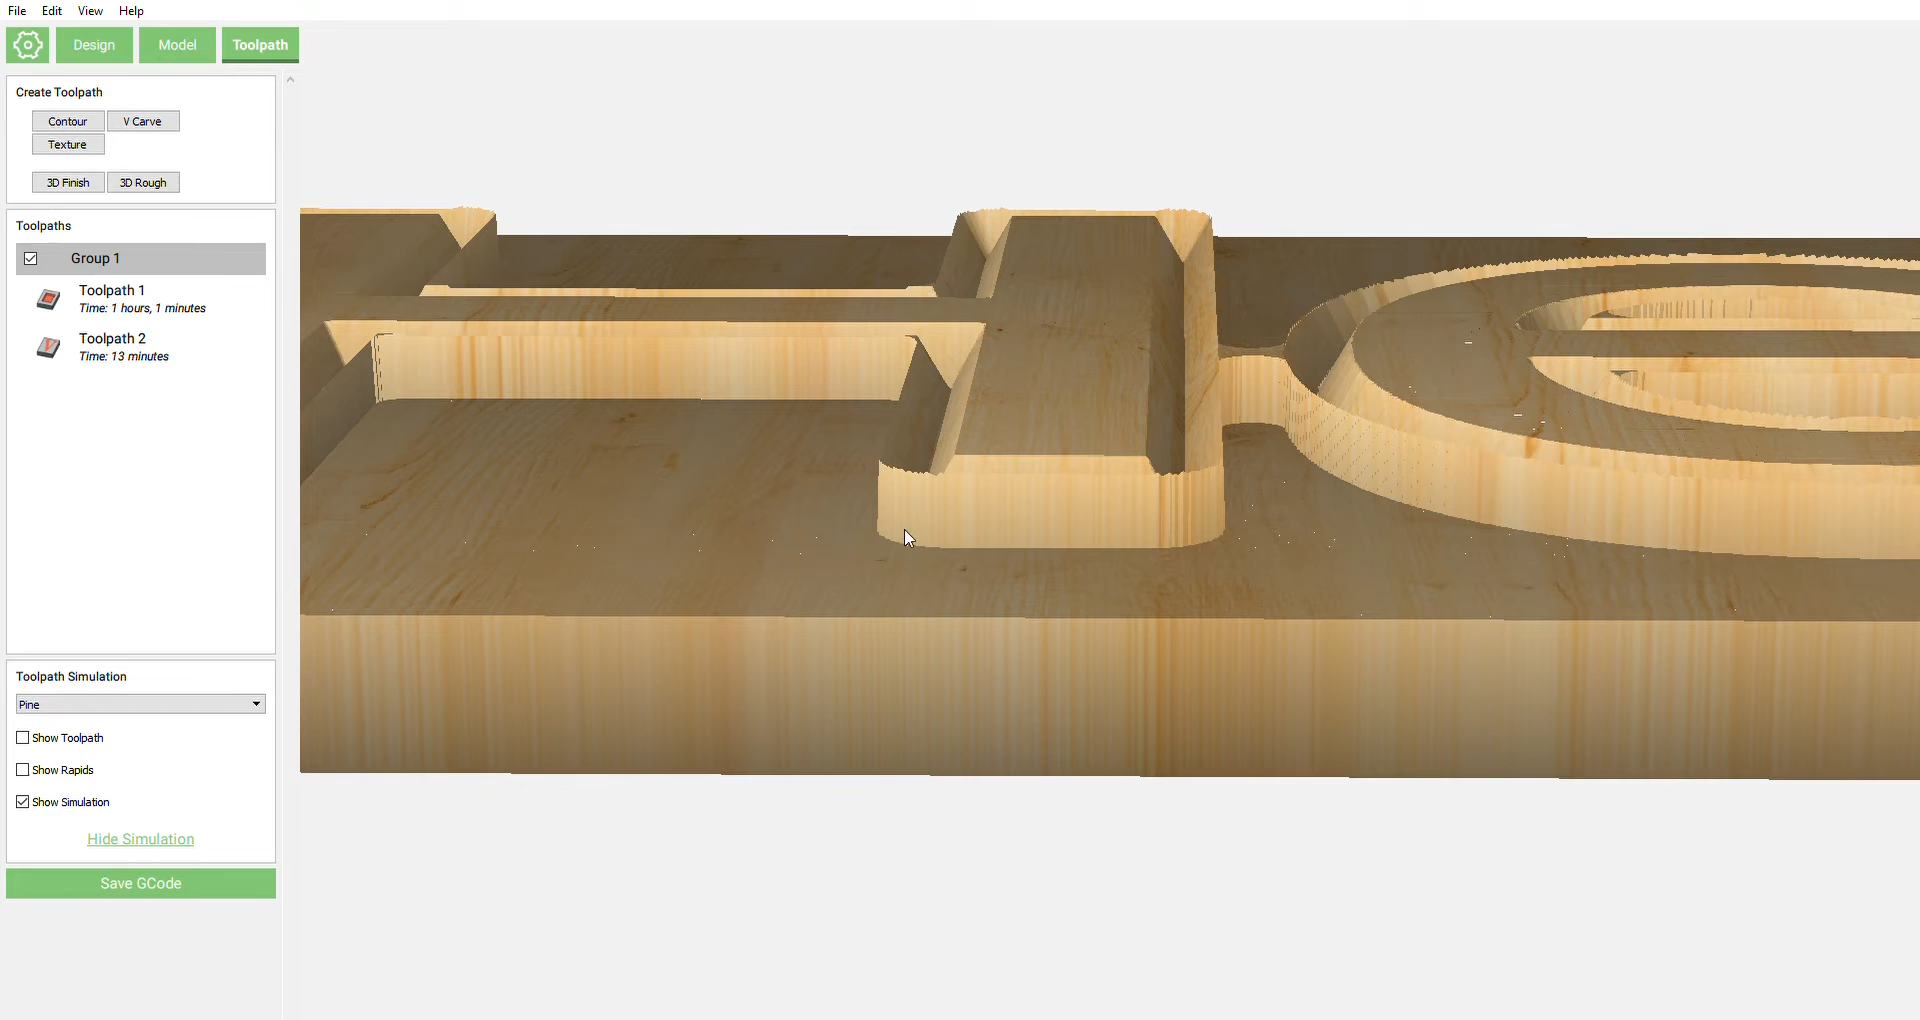 File Edit View Help
Design Model Toolpath
Create Toolpath
Contour V Carve
Texture
3D Finish 3D Rough
Toolpaths
Group 1
Toolpath 1
Time: 1 hours, 1 minutes
Toolpath 2
Time: 13 minutes
Toolpath Simulation
Pine
Show Toolpath
Show Rapids
Show Simulation
Hide Simulation
Save GCode